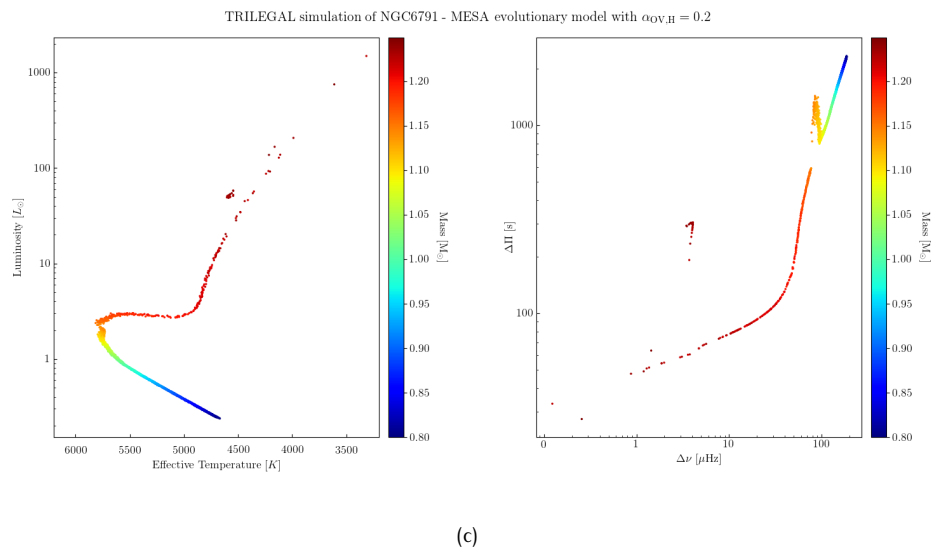 TRILEGAL simulation of NGC6791 - MESA evolutionary model with α_OV,H = 0.2
1000
100
10
1
Luminosity [L⊙]
6000 5500 5000 4500 4000 3500
Effective Temperature [K]
1.20
1.15
1.10
1.05
1.00
0.95
0.90
0.85
0.80
Mass [M⊙]
1000
100
ΔΠ [s]
0 1 10 100
Δν [μHz]
1.20
1.15
1.10
1.05
1.00
0.95
0.90
0.85
0.80
Mass [M⊙]
(c)